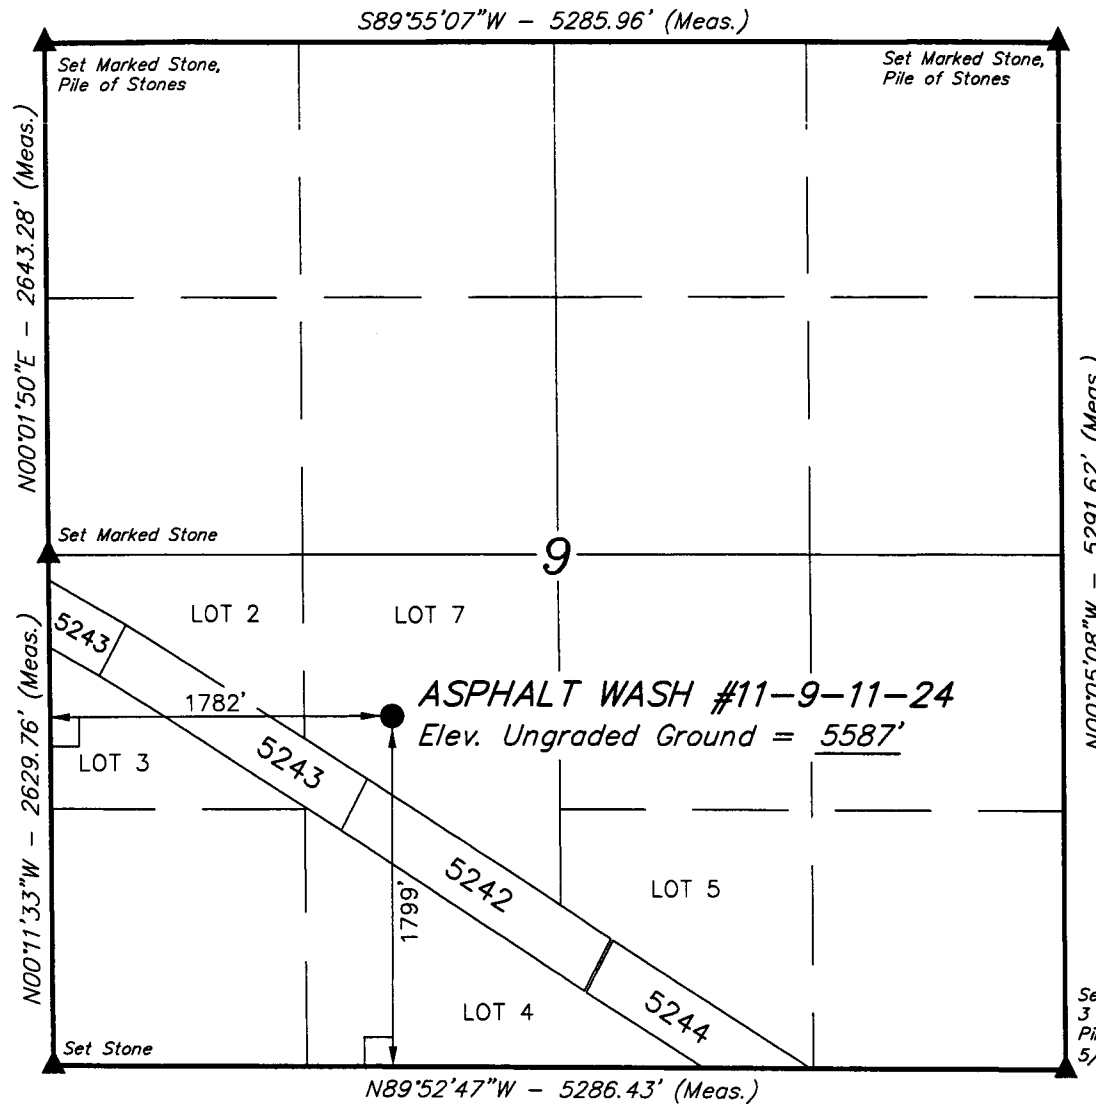 S89°55'07"W - 5285.96' (Meas.)
Set Marked Stone,
Pile of Stones
Set Marked Stone,
Pile of Stones
N00°01'50"E - 2643.28' (Meas.)
Set Marked Stone
9
N00°05'08"W - 5291.62' (Meas.)
LOT 2
LOT 7
5243
N00°11'33"W - 2629.76' (Meas.)
1782'
ASPHALT WASH #11-9-11-24
Elev. Ungraded Ground = 5587'
LOT 3
5243
5242
LOT 5
1799'
LOT 4
5244
Set Stone
3
5/
N89°52'47"W - 5286.43' (Meas.)